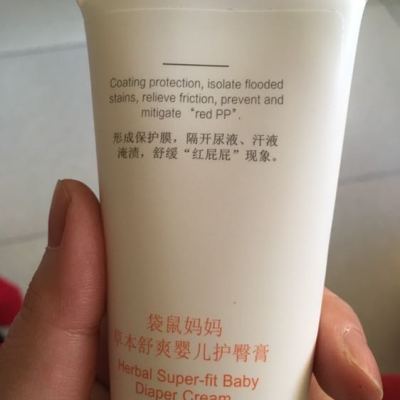 Coating protection, isolate flooded
stains, relieve friction, prevent and
mitigate “red PP”.
形成保护膜，隔开尿液、汗液
淹渍，舒缓“红屁屁”现象。
袋鼠妈妈
草本舒爽婴儿护臀膏
Herbal Super-fit Baby
Diaper Cream